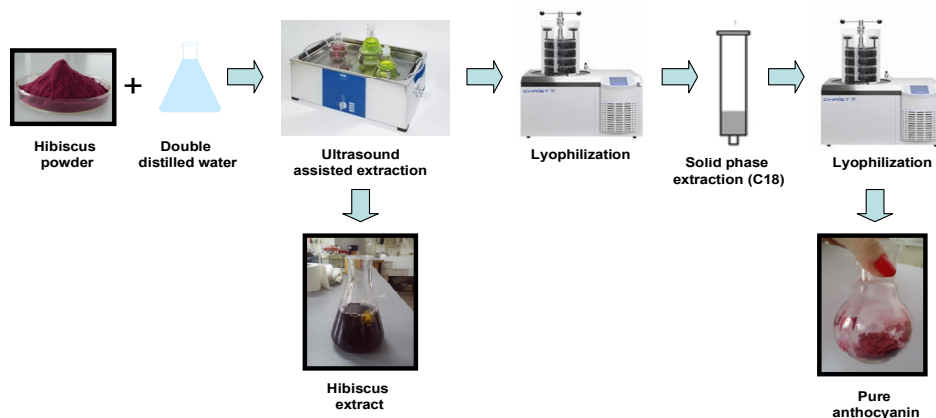 +
Hibiscus
powder
Double
distilled water
Ultrasound
assisted extraction
CHRIST
Lyophilization
Solid phase
extraction (C18)
CHRIST
Lyophilization
Hibiscus
extract
Pure
anthocyanin